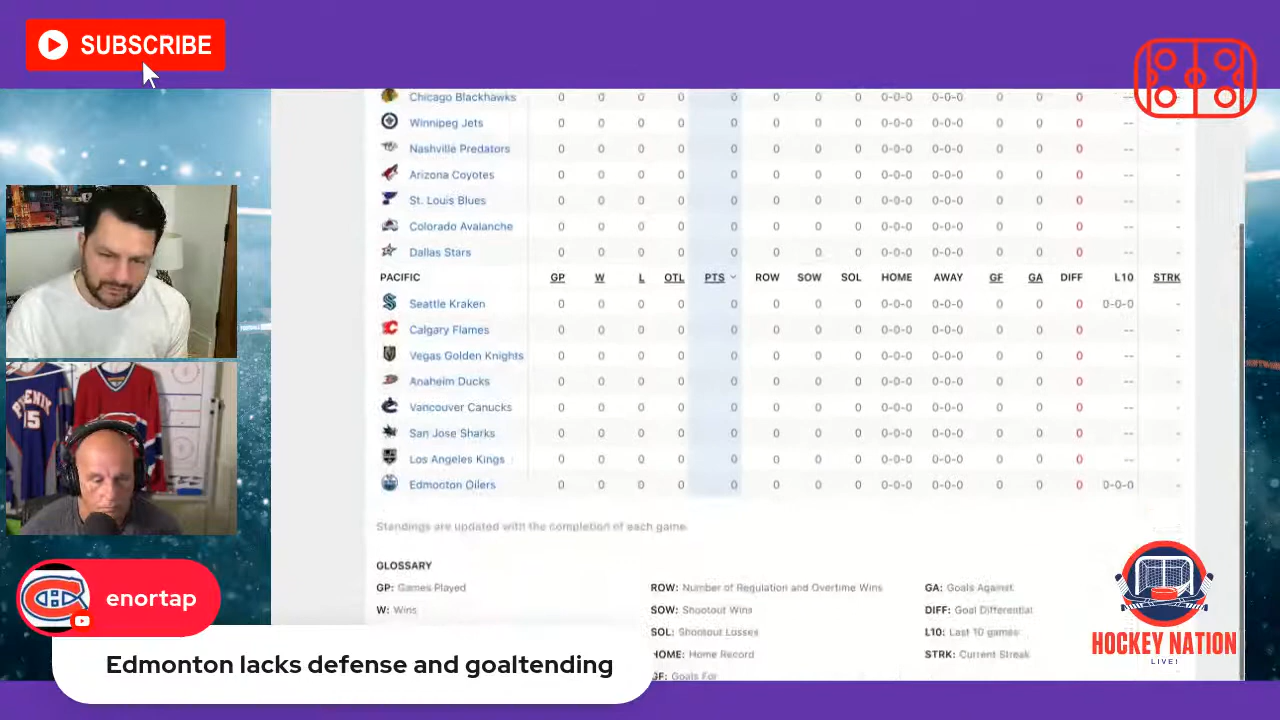 SUBSCRIBE
Chicago Blackhawks 0 0 0 0 0 0 0 0 0-0-0 0-0-0 0 0 0 -- -
Winnipeg Jets 0 0 0 0 0 0 0 0 0-0-0 0-0-0 0 0 0 -- -
Nashville Predators 0 0 0 0 0 0 0 0 0-0-0 0-0-0 0 0 0 -- -
Arizona Coyotes 0 0 0 0 0 0 0 0 0-0-0 0-0-0 0 0 0 -- -
St. Louis Blues 0 0 0 0 0 0 0 0 0-0-0 0-0-0 0 0 0 -- -
Colorado Avalanche 0 0 0 0 0 0 0 0 0-0-0 0-0-0 0 0 0 -- -
Dallas Stars 0 0 0 0 0 0 0 0 0-0-0 0-0-0 0 0 0 -- -
PACIFIC GP W L OTL PTS ROW SOW SOL HOME AWAY GF GA DIFF L10 STRK
Seattle Kraken 0 0 0 0 0 0 0 0 0-0-0 0-0-0 0 0 0 0-0-0 -
Calgary Flames 0 0 0 0 0 0 0 0 0-0-0 0-0-0 0 0 0 -- -
Vegas Golden Knights 0 0 0 0 0 0 0 0 0-0-0 0-0-0 0 0 0 -- -
Anaheim Ducks 0 0 0 0 0 0 0 0 0-0-0 0-0-0 0 0 0 -- -
Vancouver Canucks 0 0 0 0 0 0 0 0 0-0-0 0-0-0 0 0 0 -- -
San Jose Sharks 0 0 0 0 0 0 0 0 0-0-0 0-0-0 0 0 0 -- -
Los Angeles Kings 0 0 0 0 0 0 0 0 0-0-0 0-0-0 0 0 0 -- -
Edmonton Oilers 0 0 0 0 0 0 0 0 0-0-0 0-0-0 0 0 0 0-0-0 -
Standings are updated with the completion of each game.
GLOSSARY
GP: Games Played ROW: Number of Regulation and Overtime Wins GA: Goals Against
W: Wins SOW: Shootout Wins DIFF: Goal Differential
SOL: Shootout Losses L10: Last 10 games
HOME: Home Record STRK: Current Streak
GF: Goals For
15
enortap
Edmonton lacks defense and goaltending
HOCKEY NATION
LIVE!